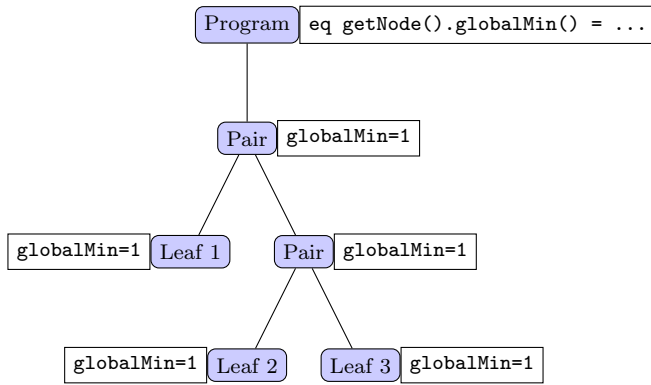 Program eq getNode().globalMin() = ...
Pair globalMin=1
globalMin=1 Leaf 1 Pair globalMin=1
globalMin=1 Leaf 2 Leaf 3 globalMin=1